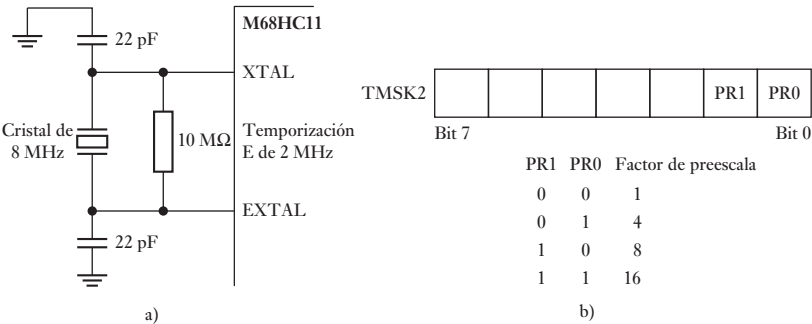 M68HC11
22 pF
XTAL
Cristal de
8 MHz
10 MΩ
Temporización
E de 2 MHz
EXTAL
22 pF
a)
TMSK2
PR1 PR0
Bit 7 Bit 0
PR1 PR0 Factor de preescala
0 0 1
0 1 4
1 0 8
1 1 16
b)